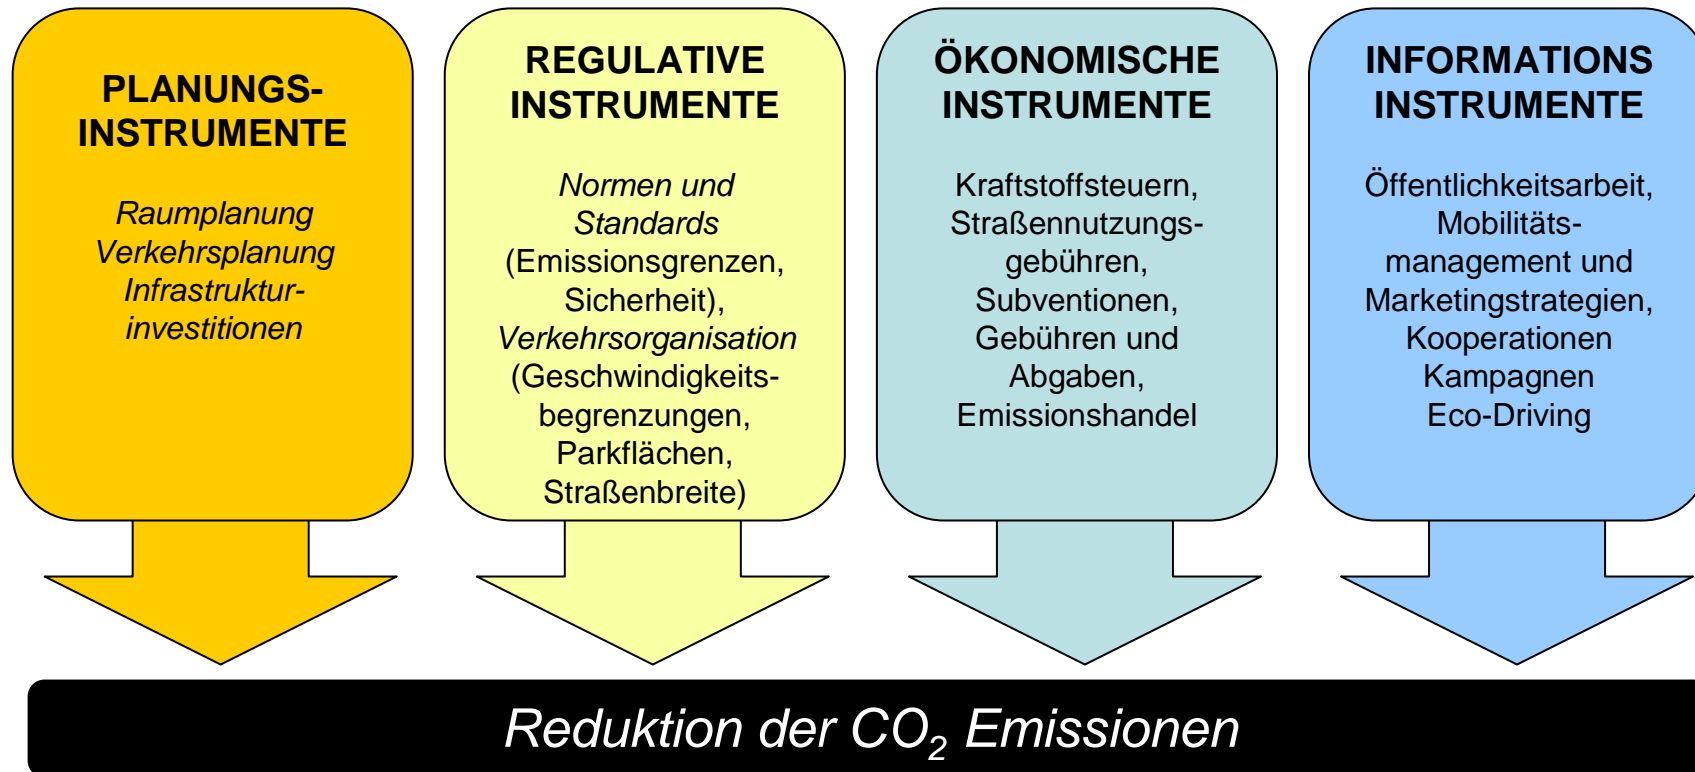 PLANUNGS-
INSTRUMENTE
Raumplanung
Verkehrsplanung
Infrastruktur-
investitionen
REGULATIVE
INSTRUMENTE
Normen und
Standards
(Emissionsgrenzen,
Sicherheit),
Verkehrsorganisation
(Geschwindigkeits-
begrenzungen,
Parkflächen,
Straßenbreite)
ÖKONOMISCHE
INSTRUMENTE
Kraftstoffsteuern,
Straßennutzungs-
gebühren,
Subventionen,
Gebühren und
Abgaben,
Emissionshandel
INFORMATIONS
INSTRUMENTE
Öffentlichkeitsarbeit,
Mobilitäts-
management und
Marketingstrategien,
Kooperationen
Kampagnen
Eco-Driving
Reduktion der CO₂ Emissionen